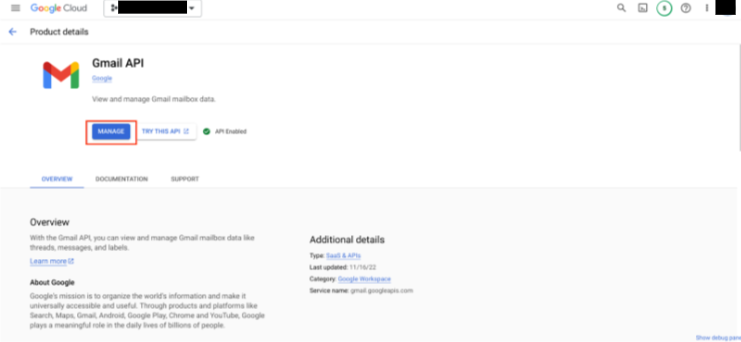 Google Cloud
8
Product details
Gmail API
Google
View and manage Gmail mailbox data.
MANAGE
TRY THIS API
API Enabled
OVERVIEW
DOCUMENTATION
SUPPORT
Overview
With the Gmail API, you can view and manage Gmail mailbox data like
threads, messages, and labels.
Learn more
About Google
Google's mission is to organize the world's information and make it
universally accessible and useful. Through products and platforms like
Search, Maps, Gmail, Android, Google Play, Chrome and YouTube, Google
plays a meaningful role in the daily lives of billions of people.
Additional details
Type: SaaS & APIs
Last updated: 11/16/22
Category: Google Workspace
Service name: gmail.googleapis.com
Show debug pane